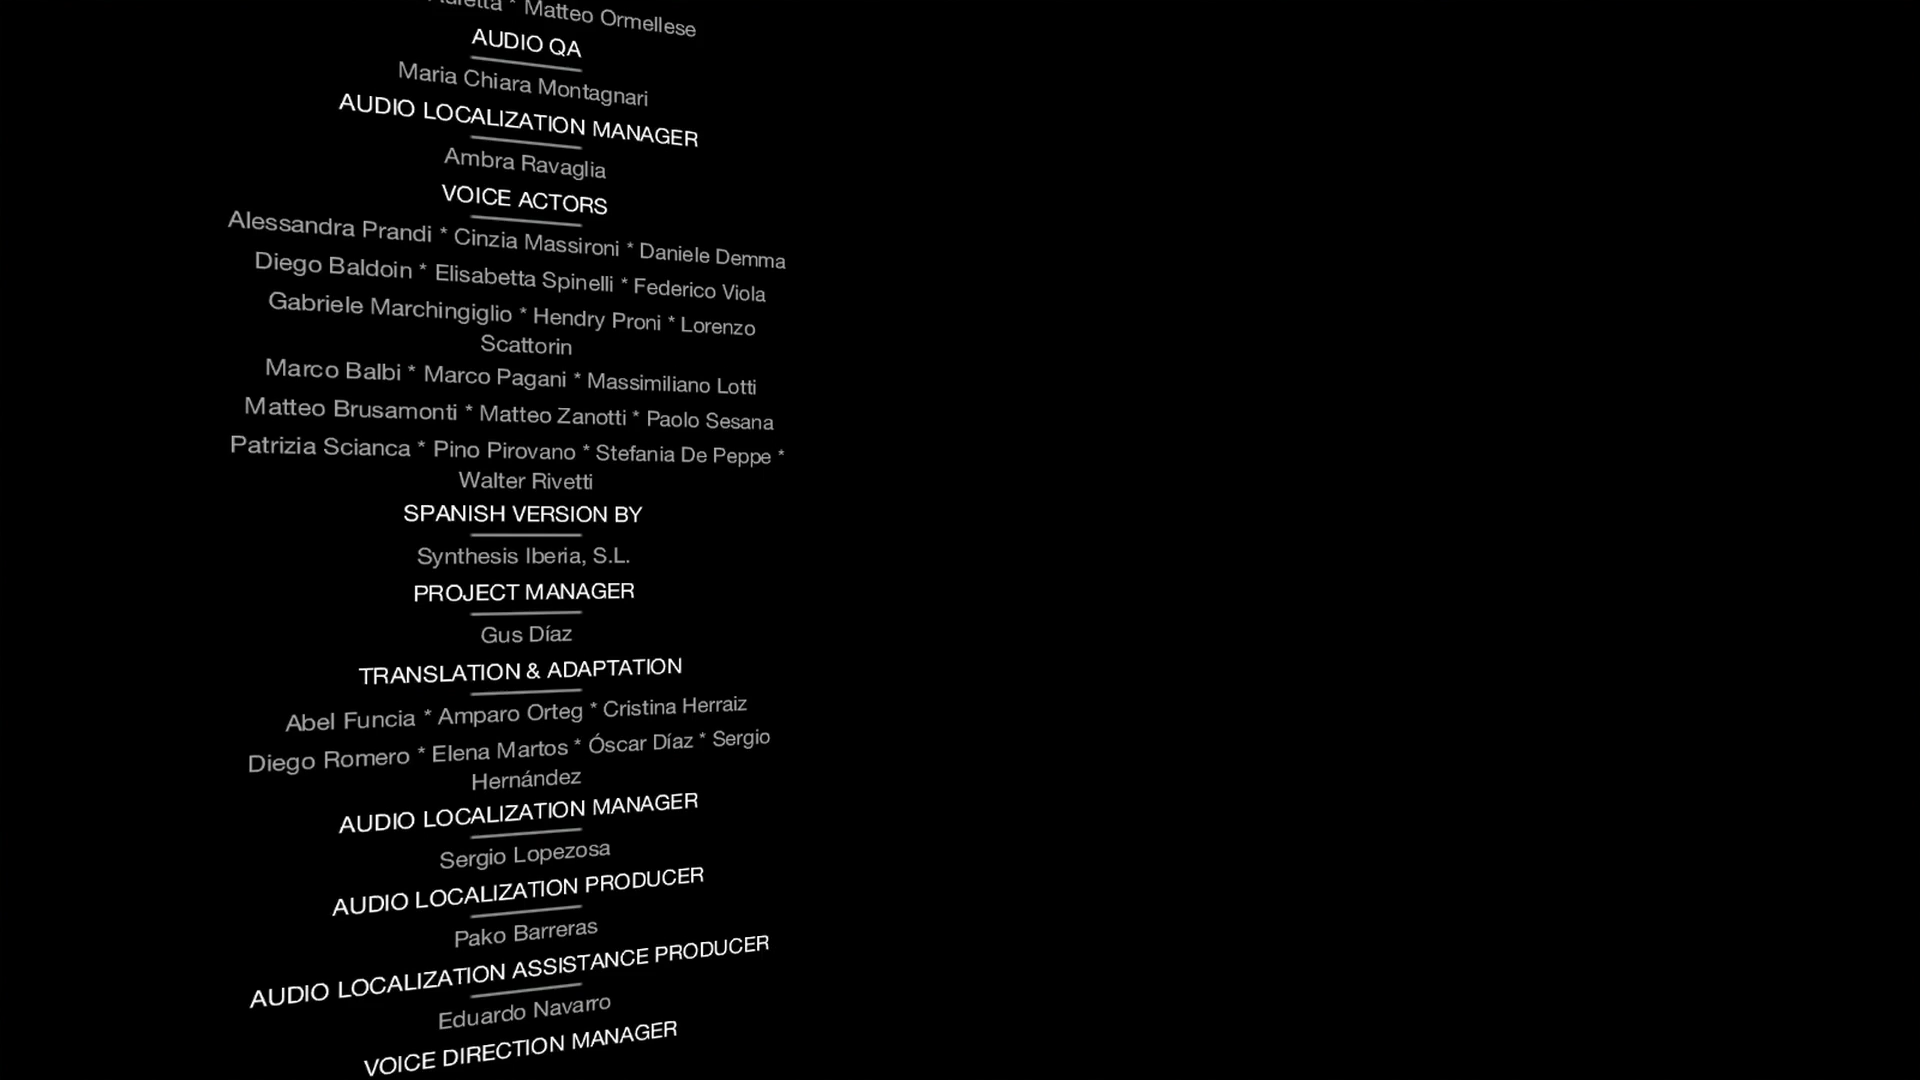 * Matteo Ormellese
AUDIO QA
Maria Chiara Montagnari
AUDIO LOCALIZATION MANAGER
Ambra Ravaglia
VOICE ACTORS
Alessandra Prandi * Cinzia Massironi * Daniele Demma
Diego Baldoin * Elisabetta Spinelli * Federico Viola
Gabriele Marchingiglio * Hendry Proni * Lorenzo
Scattorin
Marco Balbi * Marco Pagani * Massimiliano Lotti
Matteo Brusamonti * Matteo Zanotti * Paolo Sesana
Patrizia Scianca * Pino Pirovano * Stefania De Peppe *
Walter Rivetti
SPANISH VERSION BY
Synthesis Iberia, S.L.
PROJECT MANAGER
Gus Díaz
TRANSLATION & ADAPTATION
Abel Funcia * Amparo Orteg * Cristina Herraiz
Diego Romero * Elena Martos * Óscar Díaz * Sergio
Hernández
AUDIO LOCALIZATION MANAGER
Sergio Lopezosa
AUDIO LOCALIZATION PRODUCER
Pako Barreras
AUDIO LOCALIZATION ASSISTANCE PRODUCER
Eduardo Navarro
VOICE DIRECTION MANAGER